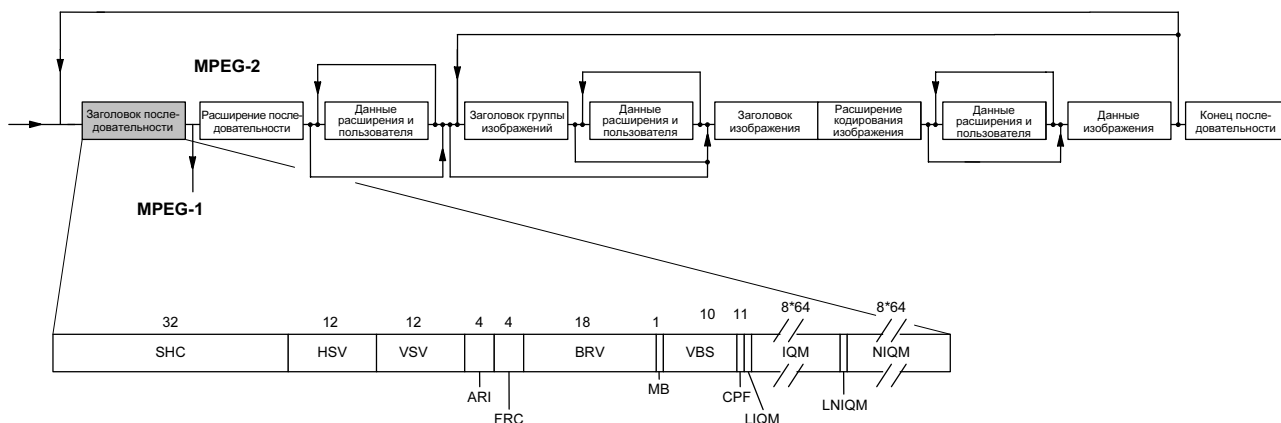 MPEG-2
Заголовок после-
довательности
Расширение после-
довательности
Данные
расширения и
пользователя
Заголовок группы
изображений
Данные
расширения и
пользователя
Заголовок
изображения
Расширение
кодирования
изображения
Данные
расширения и
пользователя
Данные
изображения
Конец после-
довательности
MPEG-1
32 12 12 4 4 18 1 10 11 8*64 8*64
SHC HSV VSV BRV VBS IQM NIQM
ARI
FRC
MB
CPF
LIQM
LNIQM